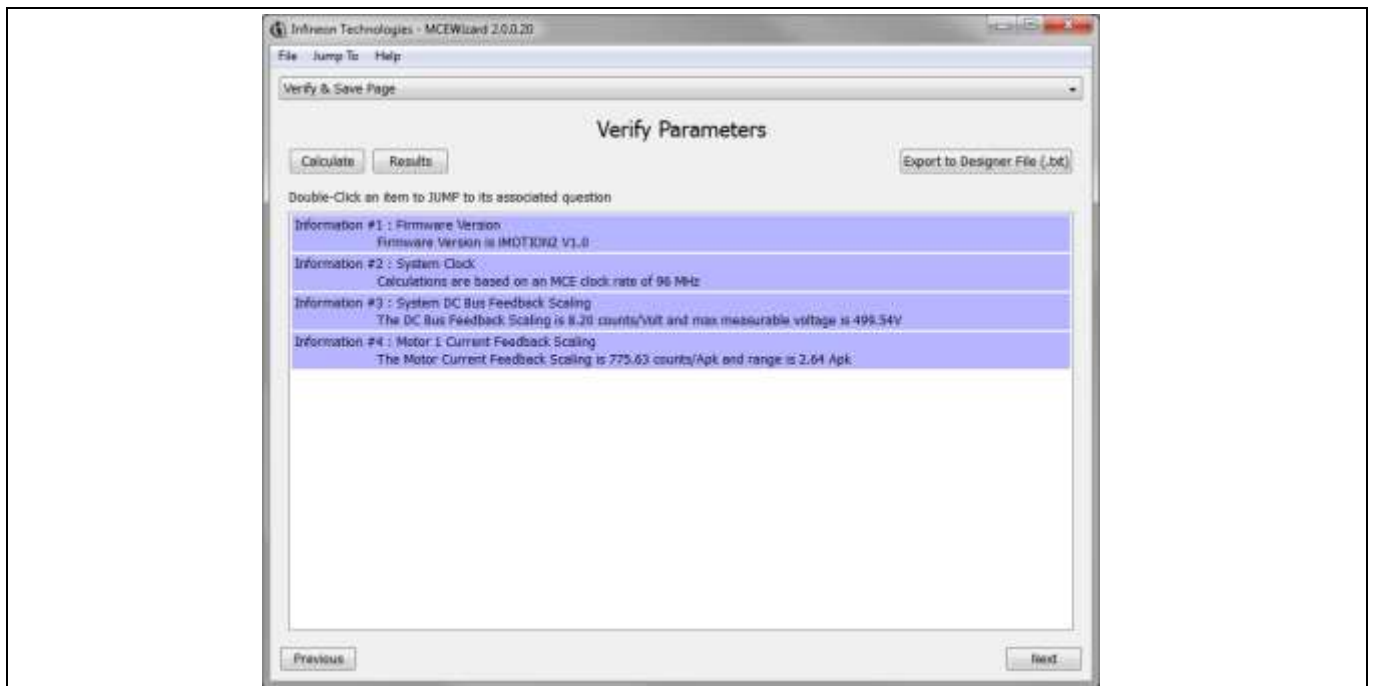 Infineon Technologies - MCEWizard 2.0.0.20
File Jump To Help
Verify & Save Page
Verify Parameters
Calculate Results Export to Designer File (.txt)
Double-Click an item to JUMP to its associated question
Information #1 : Firmware Version
Firmware Version is IMOTION2 V1.0
Information #2 : System Clock
Calculations are based on an MCE clock rate of 96 MHz
Information #3 : System DC Bus Feedback Scaling
The DC Bus Feedback Scaling is 8.20 counts/Volt and max measurable voltage is 499.54V
Information #4 : Motor 1 Current Feedback Scaling
The Motor Current Feedback Scaling is 775.63 counts/Apk and range is 2.64 Apk
Previous Next